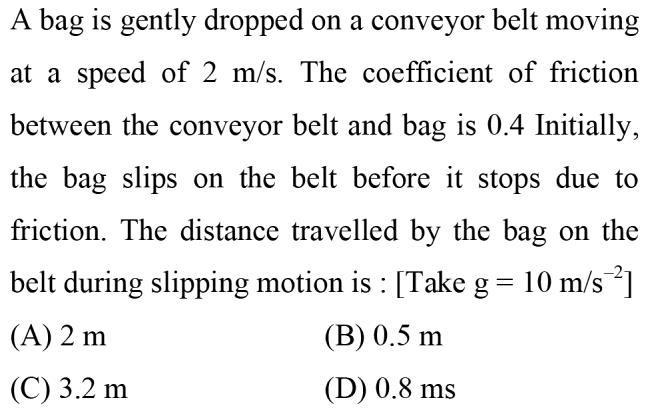 A bag is gently dropped on a conveyor belt moving
at a speed of 2 m/s. The coefficient of friction
between the conveyor belt and bag is 0.4 Initially,
the bag slips on the belt before it stops due to
friction. The distance travelled by the bag on the
belt during slipping motion is : [Take g = 10 m/s⁻²]
(A) 2 m (B) 0.5 m
(C) 3.2 m (D) 0.8 ms